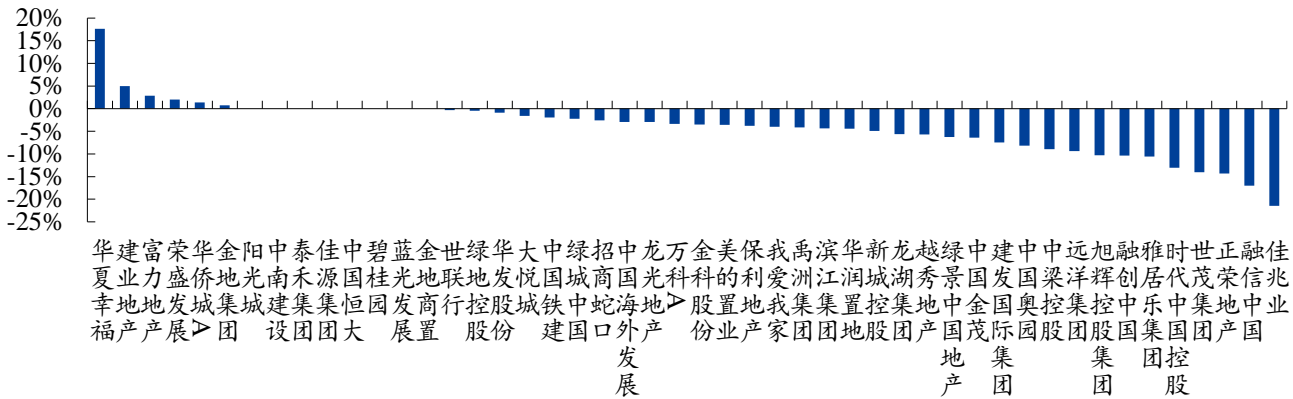 20%
15%
10%
5%
0%
-5%
-10%
-15%
-20%
-25%
华夏幸福
建业地产
富力地产
荣盛发展
华侨城A
金地集团
阳光城
中南建设
泰禾集团
佳源集团
中国恒大
碧桂园
蓝光发展
金地商置
世联行
绿地控股
华发股份
大悦城
中国铁建
绿城中国
招商蛇口
中国海外发展
龙光地产
万科A
金科股份
美的置业
保利地产
我爱我家
禹洲集团
滨江集团
华润置地
新城控股
龙湖集团
越秀地产
绿景中国地产
中国金茂
建发国际集团
中国奥园
中梁控股
远洋集团
旭辉控股集团
融创中国
雅居乐集团
时代中国控股
世茂集团
正荣地产
融信中国
佳兆业